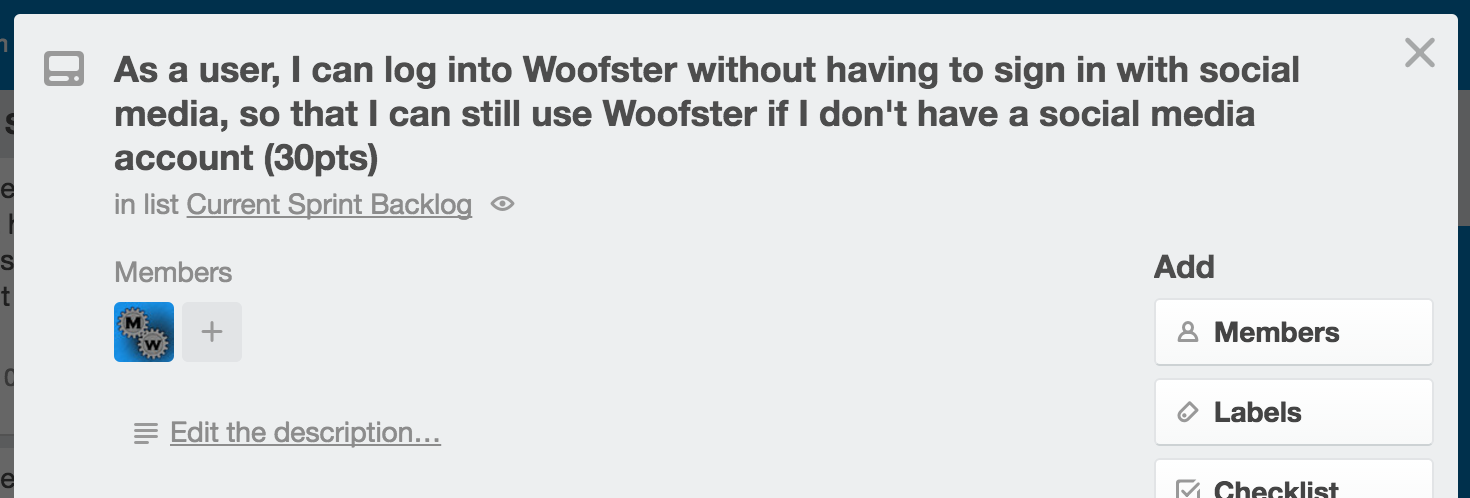 As a user, I can log into Woofster without having to sign in with social
media, so that I can still use Woofster if I don't have a social media
account (30pts)
in list Current Sprint Backlog
Members
M
W
+
Edit the description…
Add
Members
Labels
Checklist